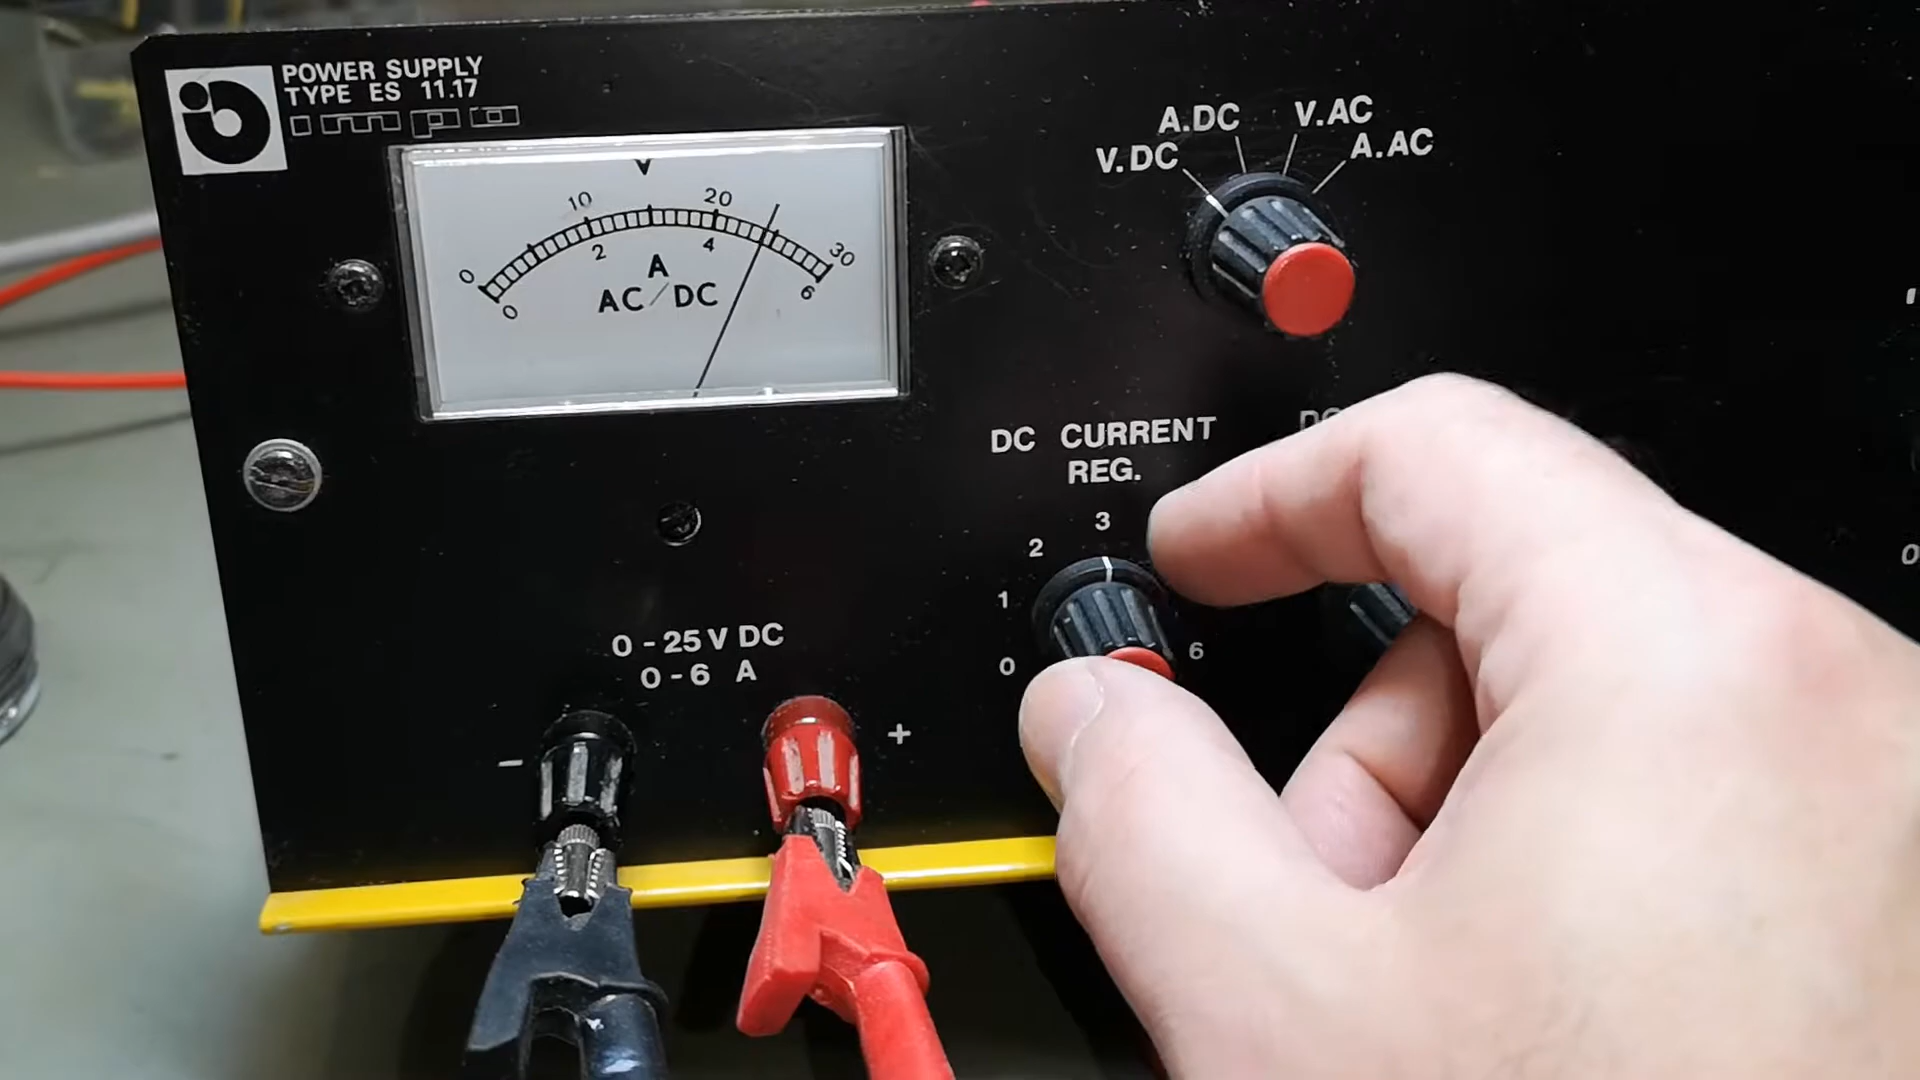 POWER SUPPLY
TYPE ES 11.17
impo
V
0 10 20 30
0 2 4 6
A
AC/DC
V.DC A.DC V.AC A.AC
DC CURRENT
REG.
0 1 2 3 6
0-25 V DC
0-6 A
- +
0